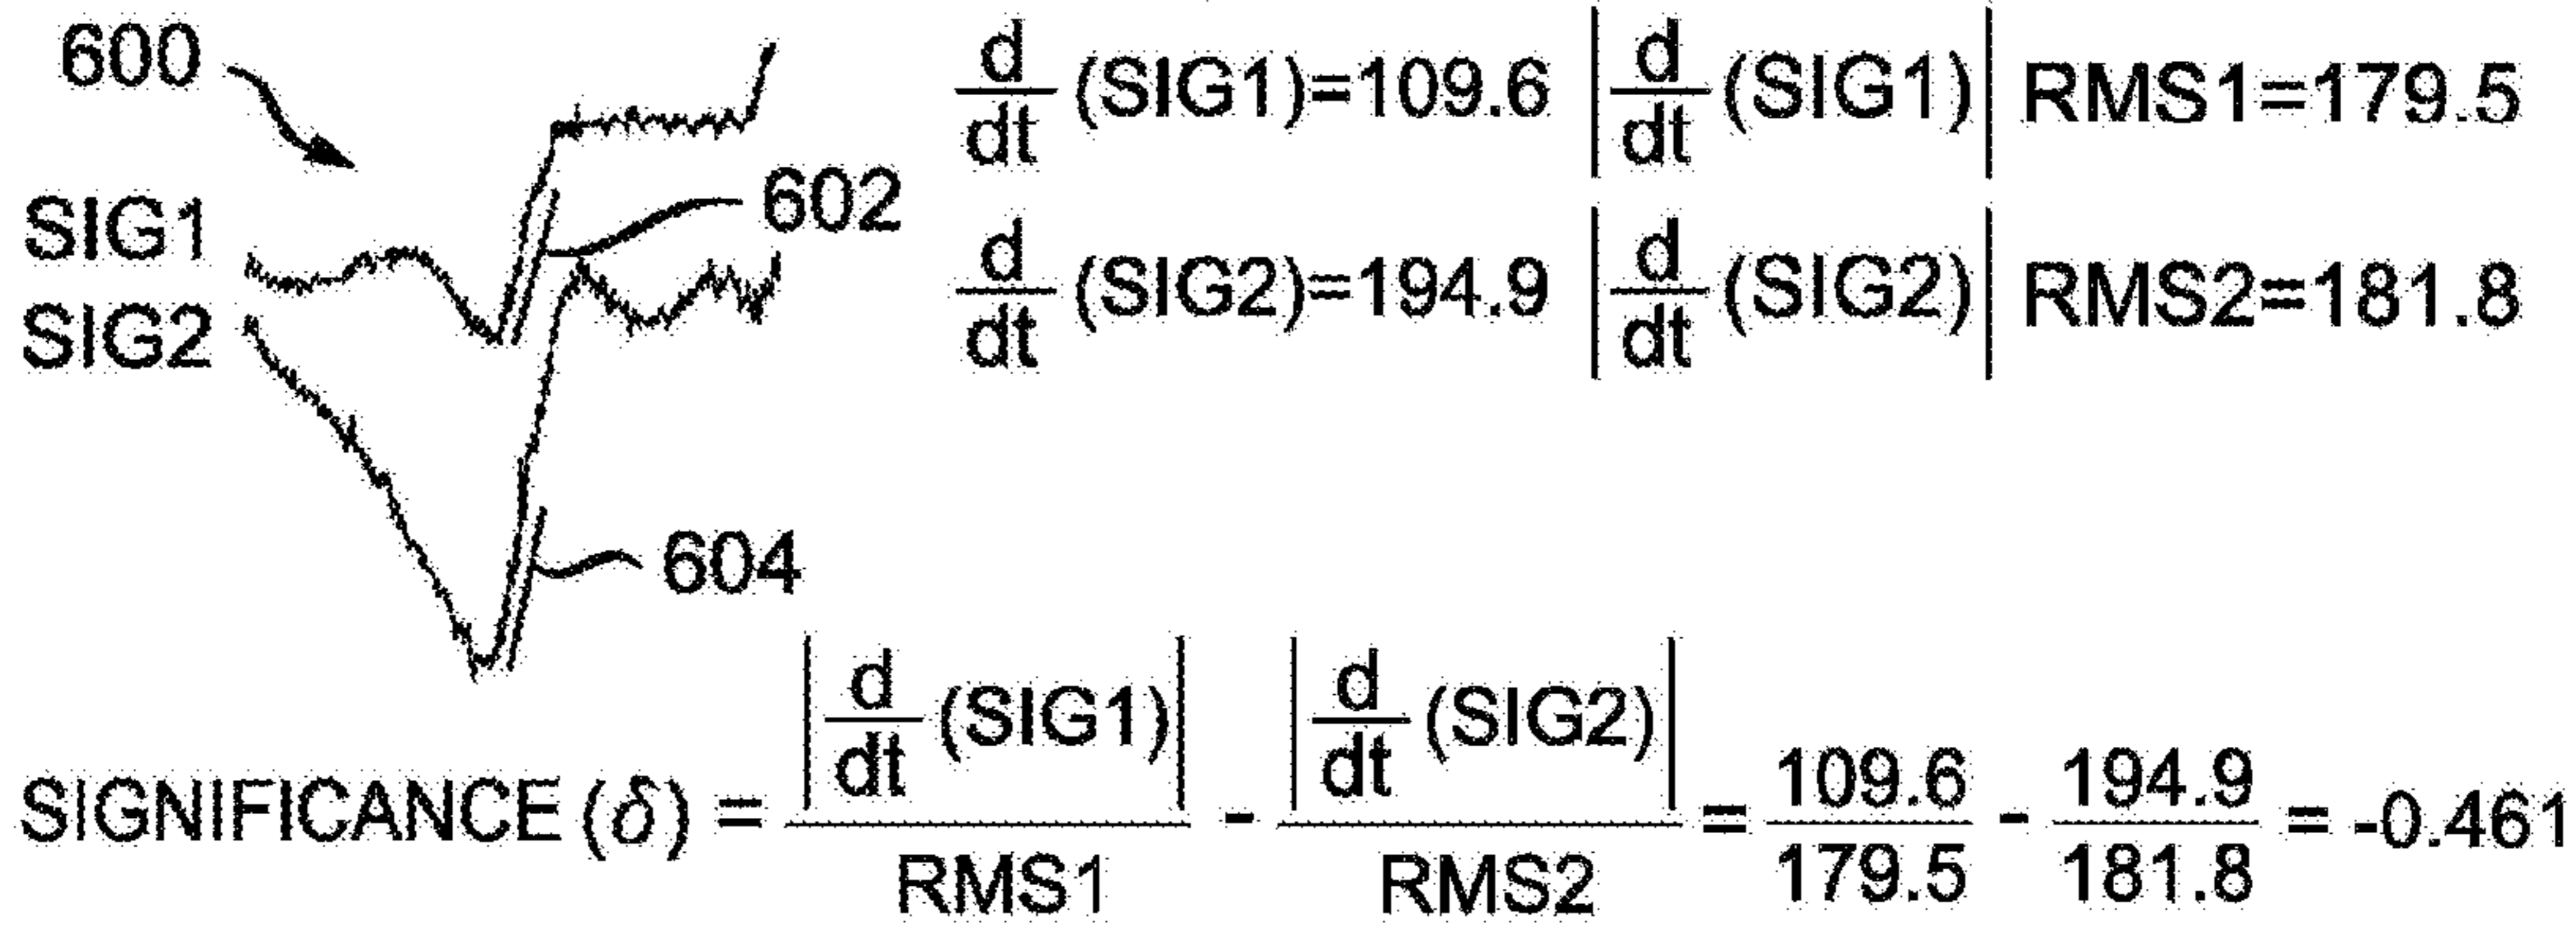 600
d/dt (SIG1)=109.6 |d/dt (SIG1)| RMS1=179.5
SIG1
602
SIG2
d/dt (SIG2)=194.9 |d/dt (SIG2)| RMS2=181.8
604
SIGNIFICANCE (δ) = |d/dt (SIG1)|/RMS1 - |d/dt (SIG2)|/RMS2 = 109.6/179.5 - 194.9/181.8 = -0.461